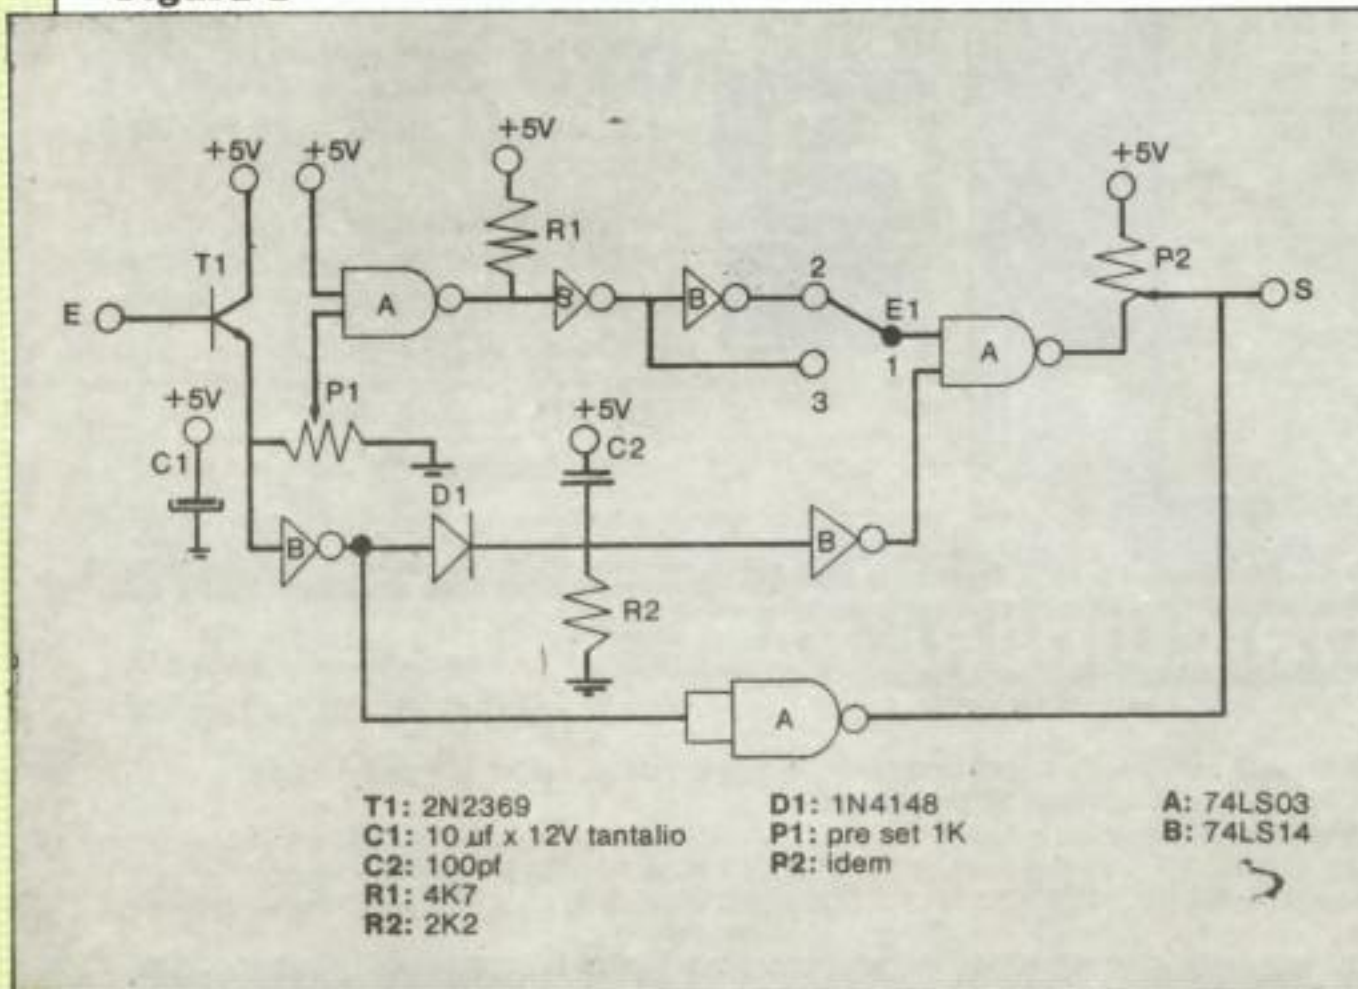 +5V
+5V +5V
+5V
T1
R1
P2
A
B
B
2
E1
E
S
A
1
3
P1
+5V
+5V
C1
C2
D1
B
B
R2
A
T1: 2N2369
C1: 10 µf x 12V tantalio
C2: 100pf
R1: 4K7
R2: 2K2
D1: 1N4148
P1: pre set 1K
P2: idem
A: 74LS03
B: 74LS14